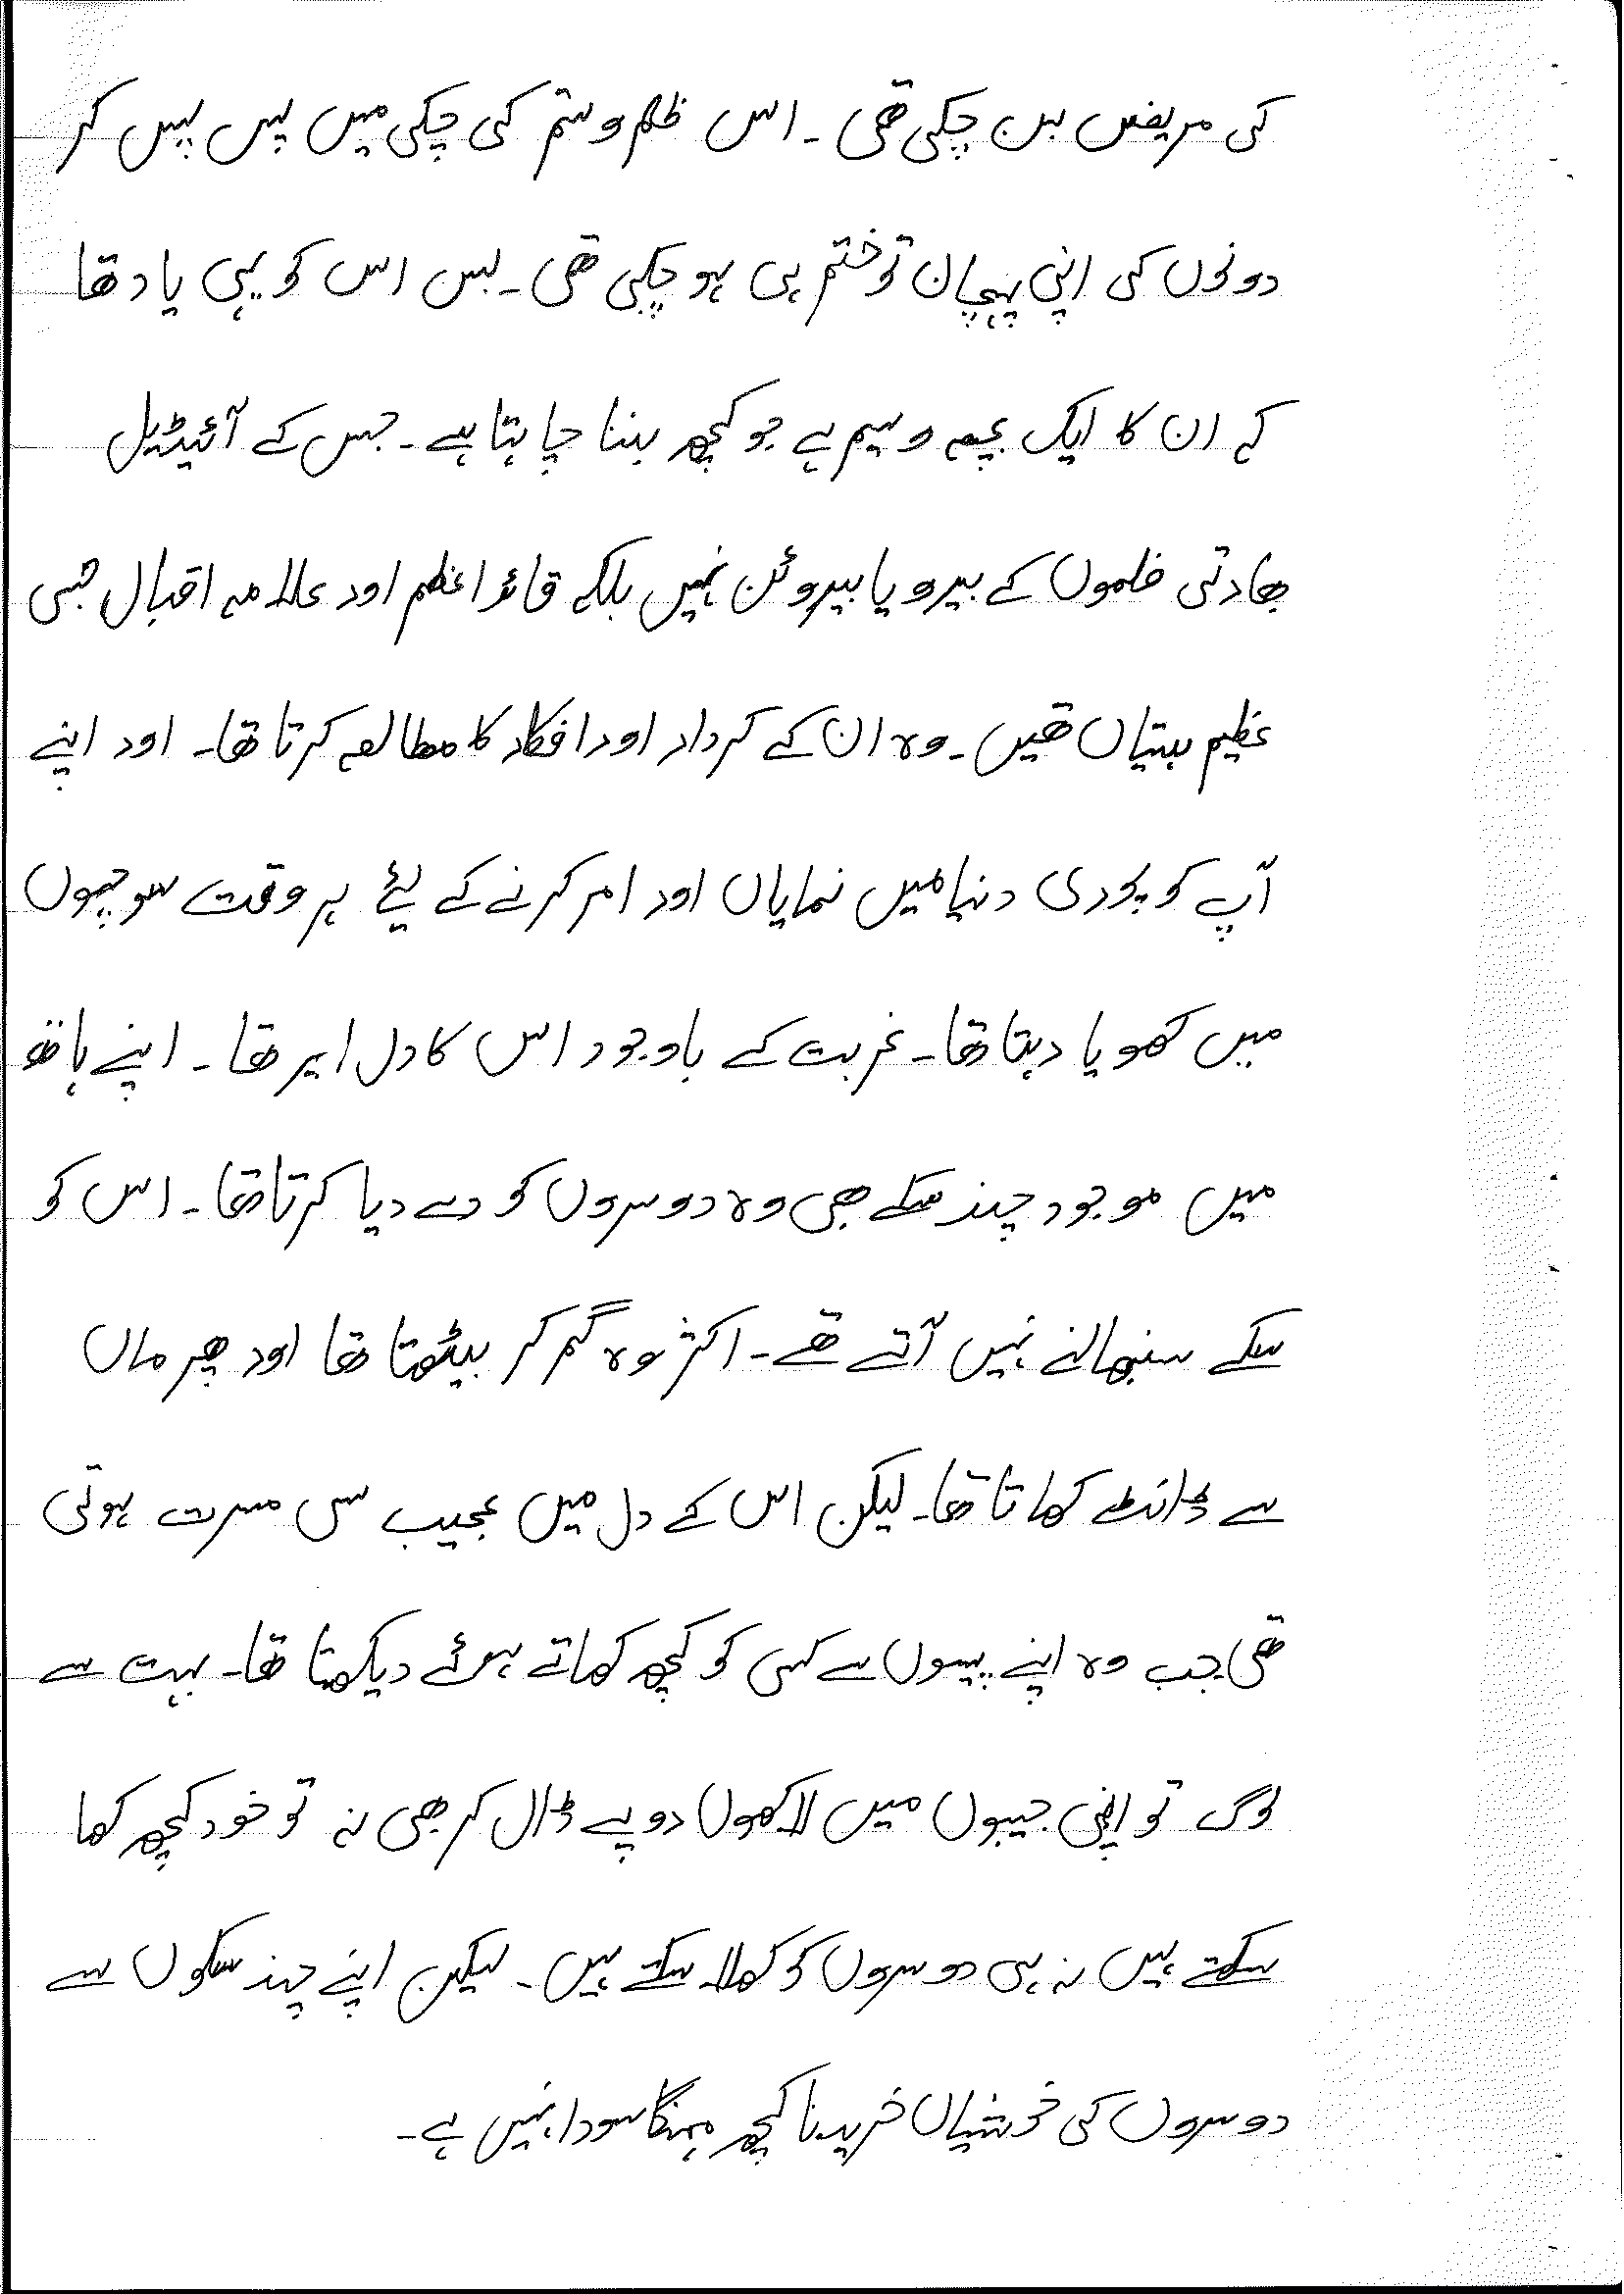 کی مریض بن چکی تھی ۔ اس ظلم و ستم کی چکی میں پس پس کر
دونوں کی اپنی پہچان تو ختم ہی ہو چکی تھی ۔ بس اس کو یہی یاد تھا
کہ ان کا ایک بچہ وسیم ہے جو کچھ بننا چاہتا ہے ۔ جس کے آئیڈیل
بھارتی فلموں کے ہیرو یا ہیروئن نہیں بلکہ قائد اعظم اور علامہ اقبال جیسی
عظیم ہستیاں تھیں ۔ وہ ان کے کردار اور افکار کا مطالعہ کرتا تھا ۔ اور اپنے
آپ کو پوری دنیا میں نمایاں اور امر کرنے کے لیئے ہر وقت سوچوں
میں کھویا رہتا تھا ۔ غربت کے باوجود اس کا دل امیر تھا ۔ اپنے ہاتھ
میں موجود چند سکے بھی وہ دوسروں کو دے دیا کرتا تھا ۔ اس کو
سکے سنبھالنے نہیں آتے تھے ۔ اکثر وہ گم کر بیٹھتا تھا اور پھر ماں
سے ڈانٹ کھاتا تھا ۔ لیکن اس کے دل میں عجیب سی مسرت ہوتی
تھی جب وہ اپنے پیسوں سے کسی کو کچھ کھاتے ہوئے دیکھتا تھا ۔ بہت سے
لوگ تو اپنی جیبوں میں لاکھوں روپے ڈال کر بھی نہ تو خود کچھ کھا
سکتے ہیں نہ ہی دوسروں کو کھلا سکتے ہیں ۔ لیکن اپنے چند سکوں سے
دوسروں کی خوشیاں خریدنا کچھ مہنگا سودا نہیں ہے ۔